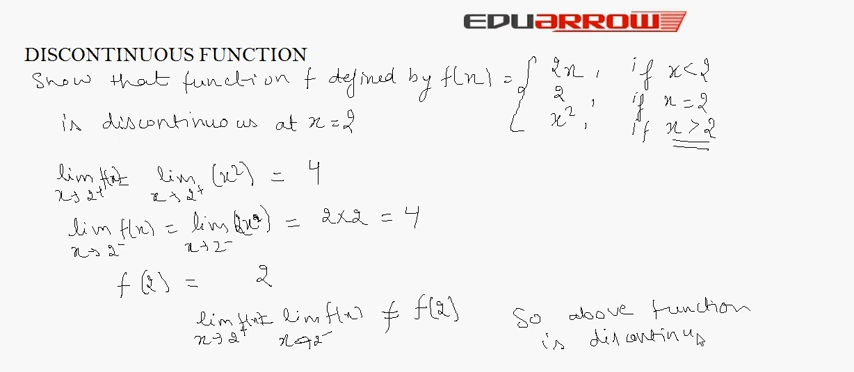 EDUARROW
DISCONTINUOUS FUNCTION
Show that function f defined by f(x) = { 2x, if x<2
2, if x=2
x², if x>2
is discontinuous at x=2
lim x→2⁺ f(x)= lim x→2⁺ (x²) = 4
lim x→2⁻ f(x) = lim x→2⁻ (2x) = 2×2 = 4
f(2) = 2
lim x→2⁺ f(x)= lim x→2⁻ f(x) ≠ f(2)
So above function
is discontinus